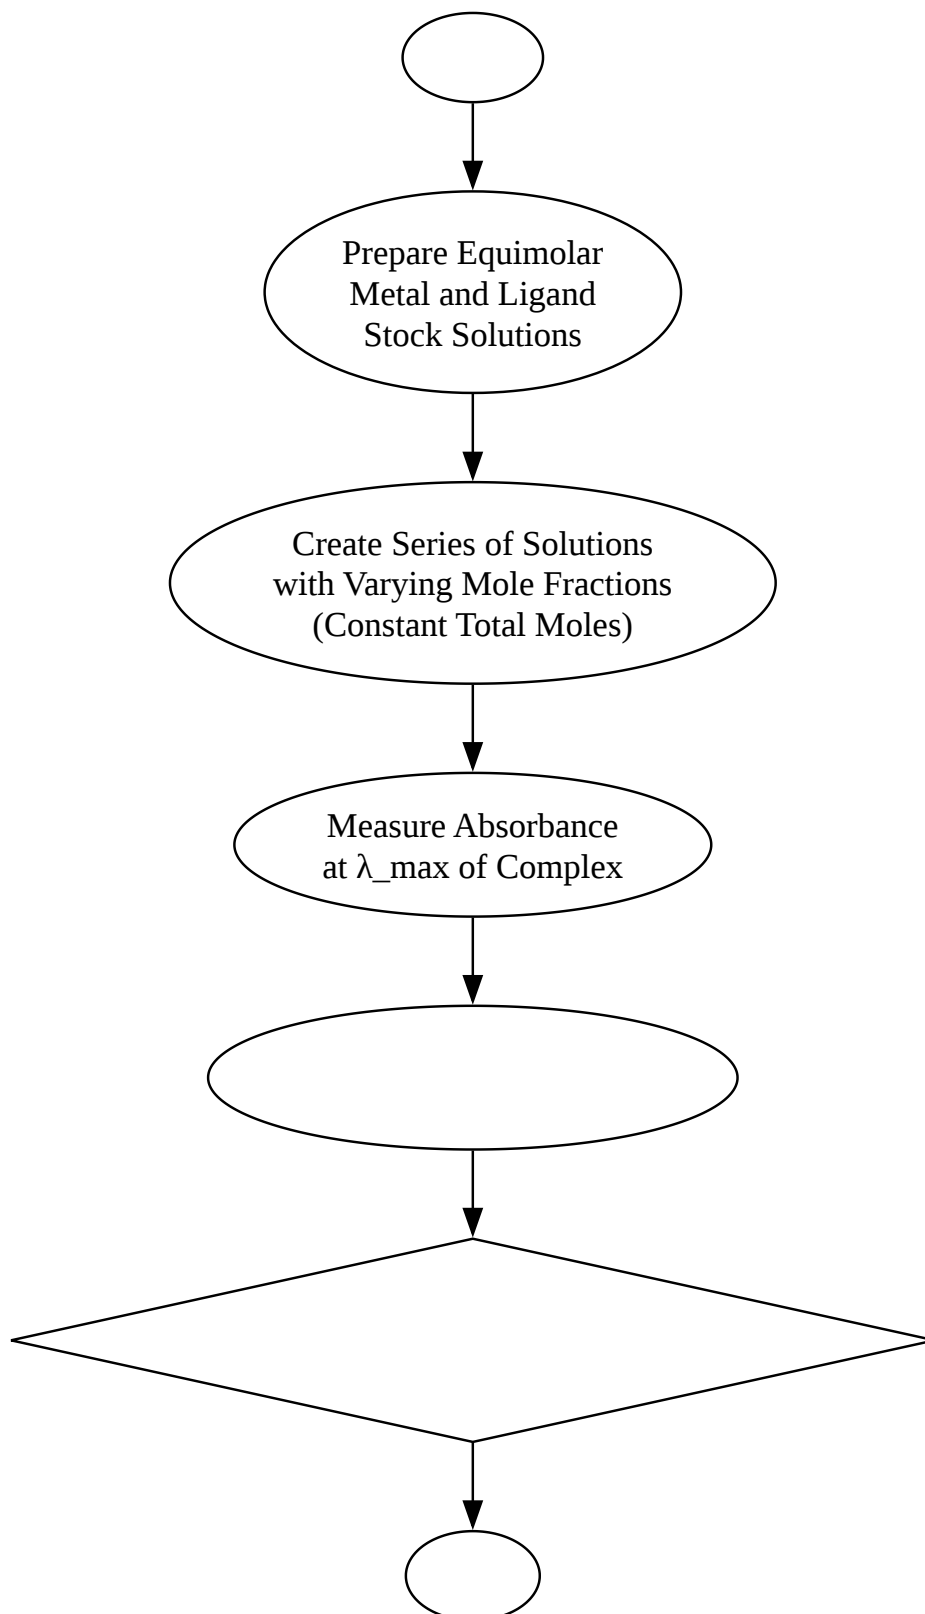 Prepare Equimolar
Metal and Ligand
Stock Solutions
Create Series of Solutions
with Varying Mole Fractions
(Constant Total Moles)
Measure Absorbance
at λ_max of Complex